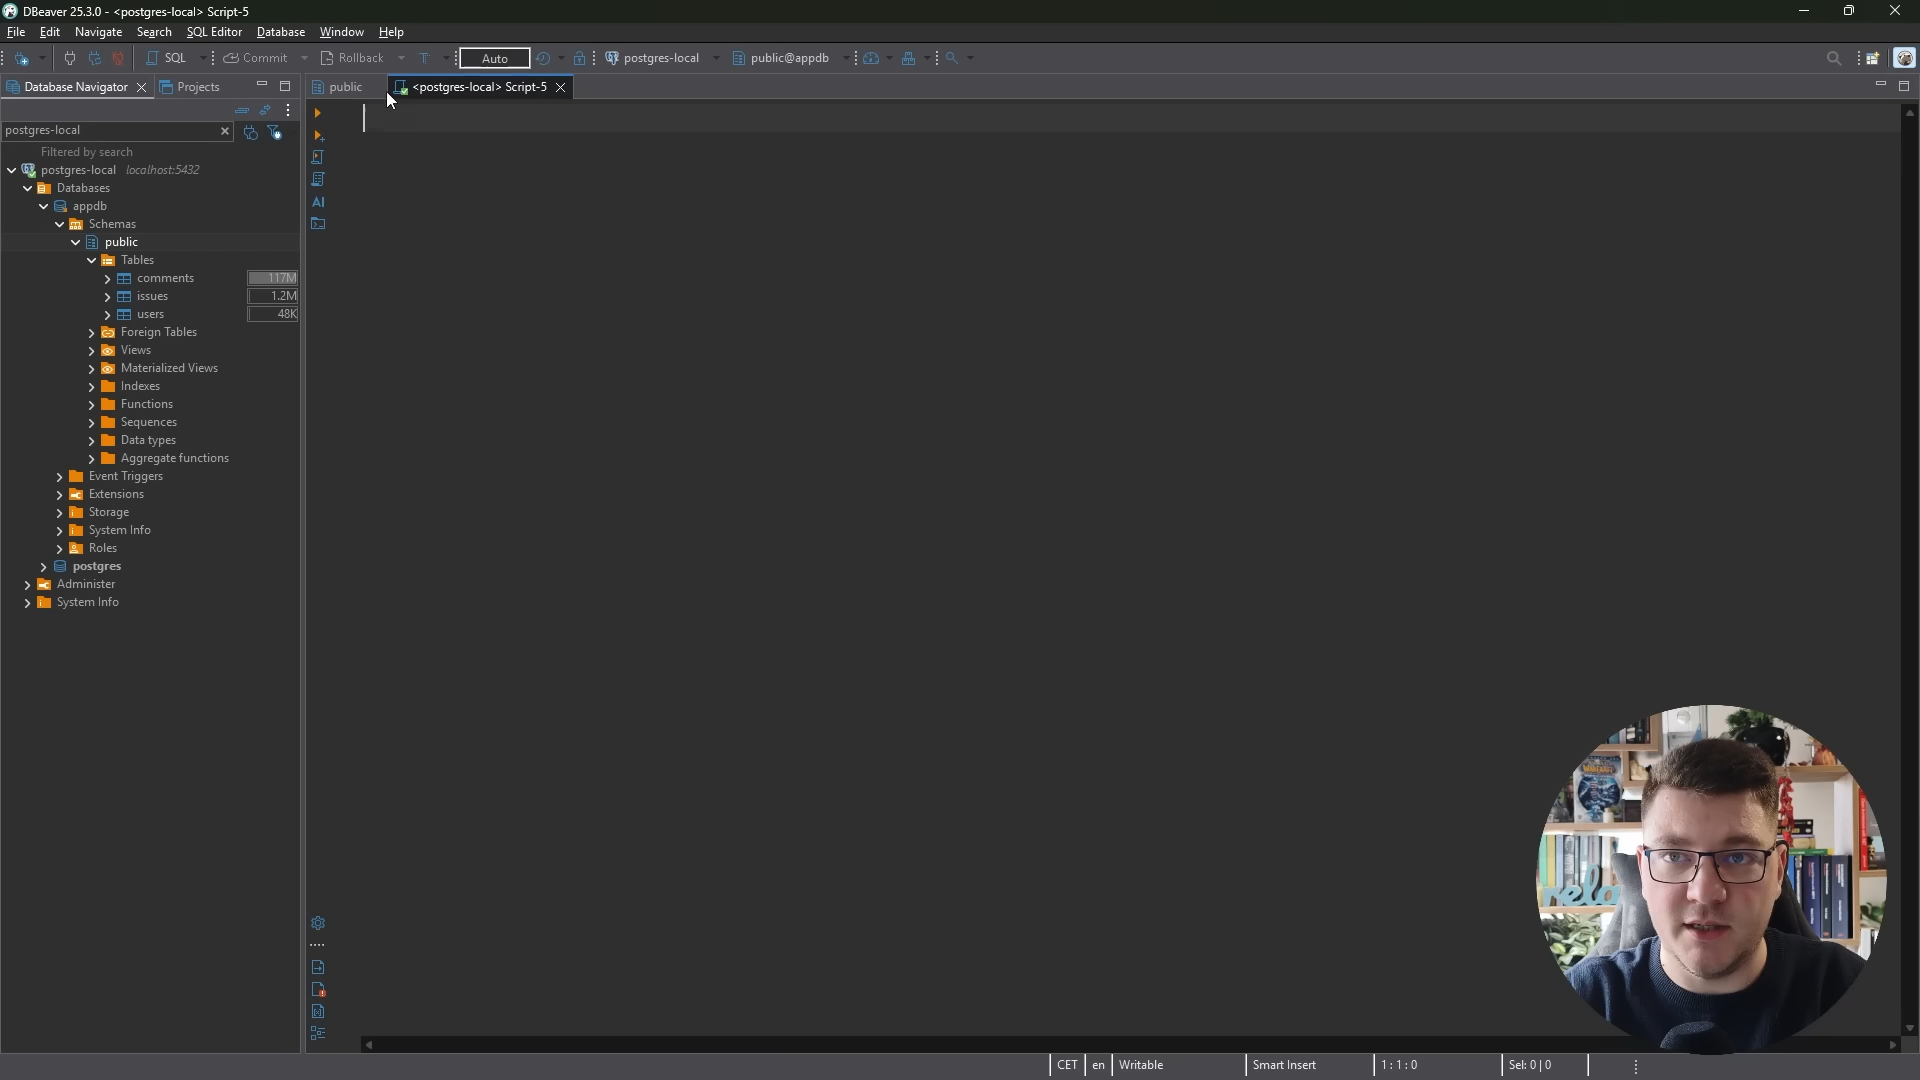 DBeaver 25.3.0 - <postgres-local> Script-5
File Edit Navigate Search SQL Editor Database Window Help
SQL Commit Rollback T Auto postgres-local public@appdb
Database Navigator Projects public <postgres-local> Script-5
postgres-local
Filtered by search
postgres-local localhost:5432
Databases
appdb
Schemas
public
Tables
comments 117M
issues 1.2M
users 48K
Foreign Tables
Views
Materialized Views
Indexes
Functions
Sequences
Data types
Aggregate functions
Event Triggers
Extensions
Storage
System Info
Roles
postgres
Administer
System Info
AI
rela
CET en Writable Smart Insert 1 : 1 : 0 Sel: 0 | 0